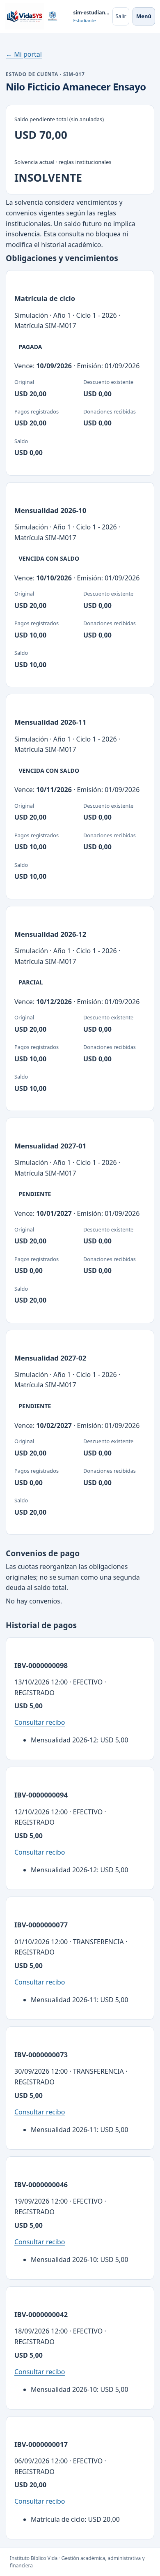 VidaSYS
sim-estudian...
Estudiante
Salir
Menú
← Mi portal
ESTADO DE CUENTA · SIM-017
Nilo Ficticio Amanecer Ensayo
Saldo pendiente total (sin anuladas)
USD 70,00
Solvencia actual · reglas institucionales
INSOLVENTE
La solvencia considera vencimientos y
convenios vigentes según las reglas
institucionales. Un saldo futuro no implica
insolvencia. Esta consulta no bloquea ni
modifica el historial académico.
Obligaciones y vencimientos
Matrícula de ciclo
Simulación · Año 1 · Ciclo 1 - 2026 ·
Matrícula SIM-M017
PAGADA
Vence: 10/09/2026 · Emisión: 01/09/2026
Original
Descuento existente
USD 20,00
USD 0,00
Pagos registrados
Donaciones recibidas
USD 20,00
USD 0,00
Saldo
USD 0,00
Mensualidad 2026-10
Simulación · Año 1 · Ciclo 1 - 2026 ·
Matrícula SIM-M017
VENCIDA CON SALDO
Vence: 10/10/2026 · Emisión: 01/09/2026
Original
Descuento existente
USD 20,00
USD 0,00
Pagos registrados
Donaciones recibidas
USD 10,00
USD 0,00
Saldo
USD 10,00
Mensualidad 2026-11
Simulación · Año 1 · Ciclo 1 - 2026 ·
Matrícula SIM-M017
VENCIDA CON SALDO
Vence: 10/11/2026 · Emisión: 01/09/2026
Original
Descuento existente
USD 20,00
USD 0,00
Pagos registrados
Donaciones recibidas
USD 10,00
USD 0,00
Saldo
USD 10,00
Mensualidad 2026-12
Simulación · Año 1 · Ciclo 1 - 2026 ·
Matrícula SIM-M017
PARCIAL
Vence: 10/12/2026 · Emisión: 01/09/2026
Original
Descuento existente
USD 20,00
USD 0,00
Pagos registrados
Donaciones recibidas
USD 10,00
USD 0,00
Saldo
USD 10,00
Mensualidad 2027-01
Simulación · Año 1 · Ciclo 1 - 2026 ·
Matrícula SIM-M017
PENDIENTE
Vence: 10/01/2027 · Emisión: 01/09/2026
Original
Descuento existente
USD 20,00
USD 0,00
Pagos registrados
Donaciones recibidas
USD 0,00
USD 0,00
Saldo
USD 20,00
Mensualidad 2027-02
Simulación · Año 1 · Ciclo 1 - 2026 ·
Matrícula SIM-M017
PENDIENTE
Vence: 10/02/2027 · Emisión: 01/09/2026
Original
Descuento existente
USD 20,00
USD 0,00
Pagos registrados
Donaciones recibidas
USD 0,00
USD 0,00
Saldo
USD 20,00
Convenios de pago
Las cuotas reorganizan las obligaciones
originales; no se suman como una segunda
deuda al saldo total.
No hay convenios.
Historial de pagos
IBV-0000000098
13/10/2026 12:00 · EFECTIVO ·
REGISTRADO
USD 5,00
Consultar recibo
• Mensualidad 2026-12: USD 5,00
IBV-0000000094
12/10/2026 12:00 · EFECTIVO ·
REGISTRADO
USD 5,00
Consultar recibo
• Mensualidad 2026-12: USD 5,00
IBV-0000000077
01/10/2026 12:00 · TRANSFERENCIA ·
REGISTRADO
USD 5,00
Consultar recibo
• Mensualidad 2026-11: USD 5,00
IBV-0000000073
30/09/2026 12:00 · TRANSFERENCIA ·
REGISTRADO
USD 5,00
Consultar recibo
• Mensualidad 2026-11: USD 5,00
IBV-0000000046
19/09/2026 12:00 · EFECTIVO ·
REGISTRADO
USD 5,00
Consultar recibo
• Mensualidad 2026-10: USD 5,00
IBV-0000000042
18/09/2026 12:00 · EFECTIVO ·
REGISTRADO
USD 5,00
Consultar recibo
• Mensualidad 2026-10: USD 5,00
IBV-0000000017
06/09/2026 12:00 · EFECTIVO ·
REGISTRADO
USD 20,00
Consultar recibo
• Matrícula de ciclo: USD 20,00
Instituto Bíblico Vida · Gestión académica, administrativa y
financiera